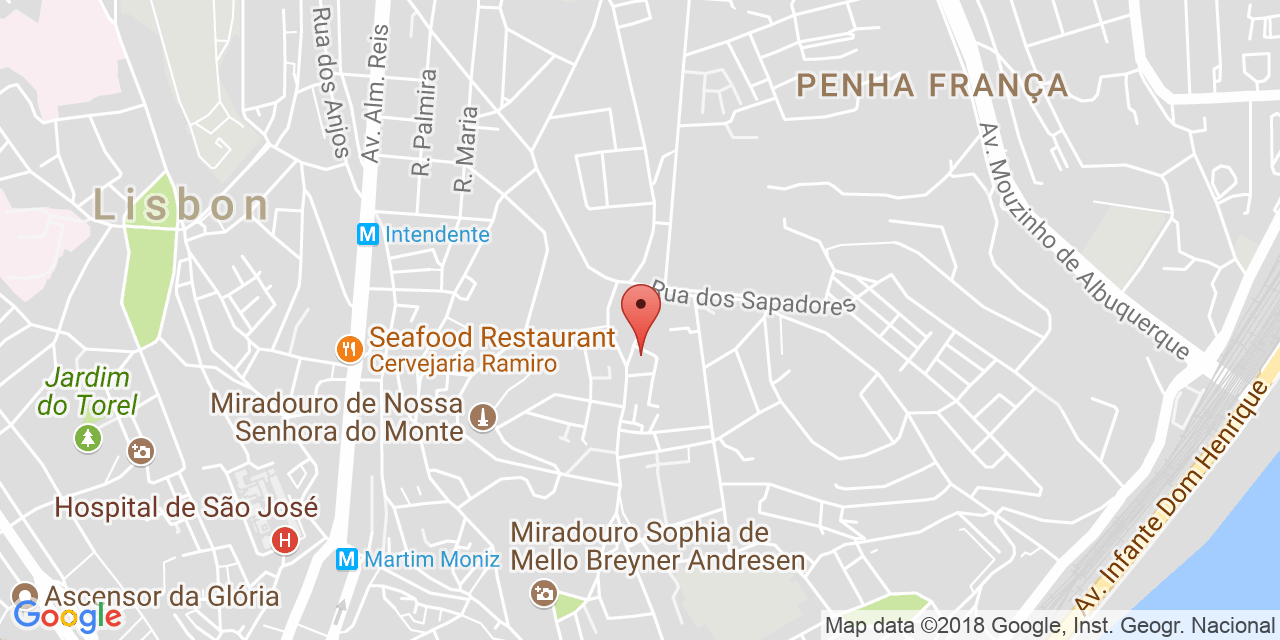 Rua dos Anjos
Av. Alm. Reis
R. Palmira
R. Maria
PENHA FRANÇA
Av. Mouzinho de Albuquerque
Lisbon
M Intendente
Rua dos Sapadores
Seafood Restaurant
Cervejaria Ramiro
Jardim
do Torel
Miradouro de Nossa
Senhora do Monte
Av. Infante Dom Henrique
Hospital de São José
H
Miradouro Sophia de
Mello Breyner Andresen
M Martim Moniz
Ascensor da Glória
Google
Map data ©2018 Google, Inst. Geogr. Nacional